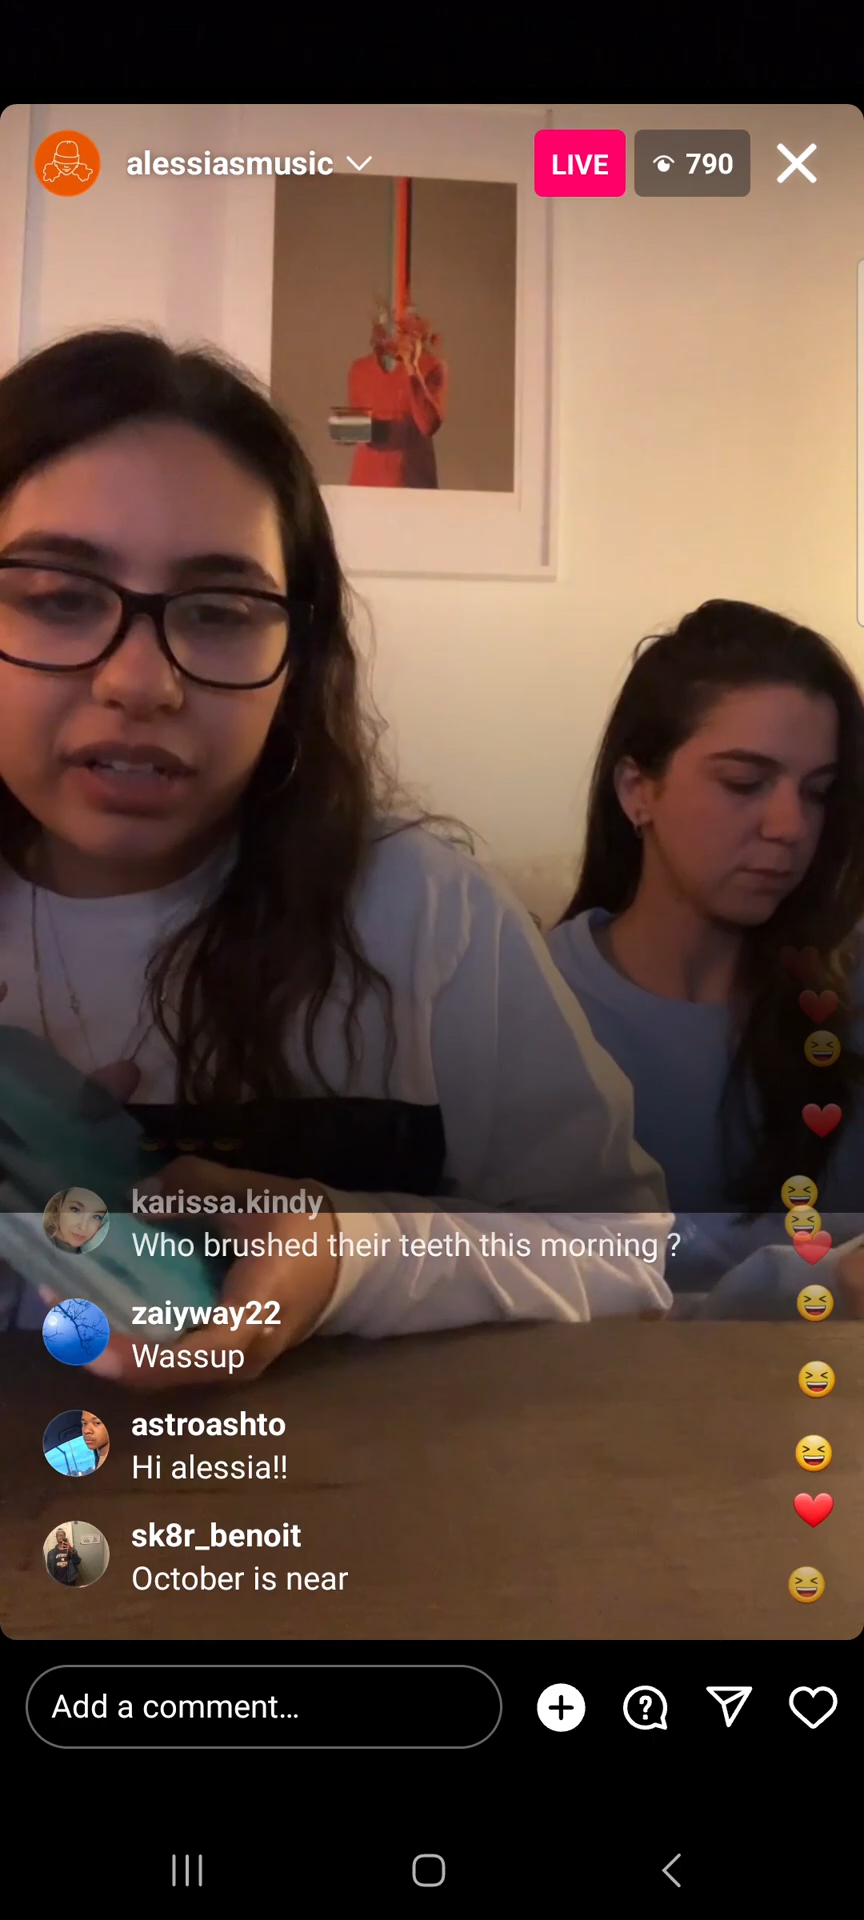 alessiasmusic
LIVE
790
karissa.kindy
Who brushed their teeth this morning ?
zaiyway22
Wassup
astroashto
Hi alessia!!
sk8r_benoit
October is near
Add a comment...